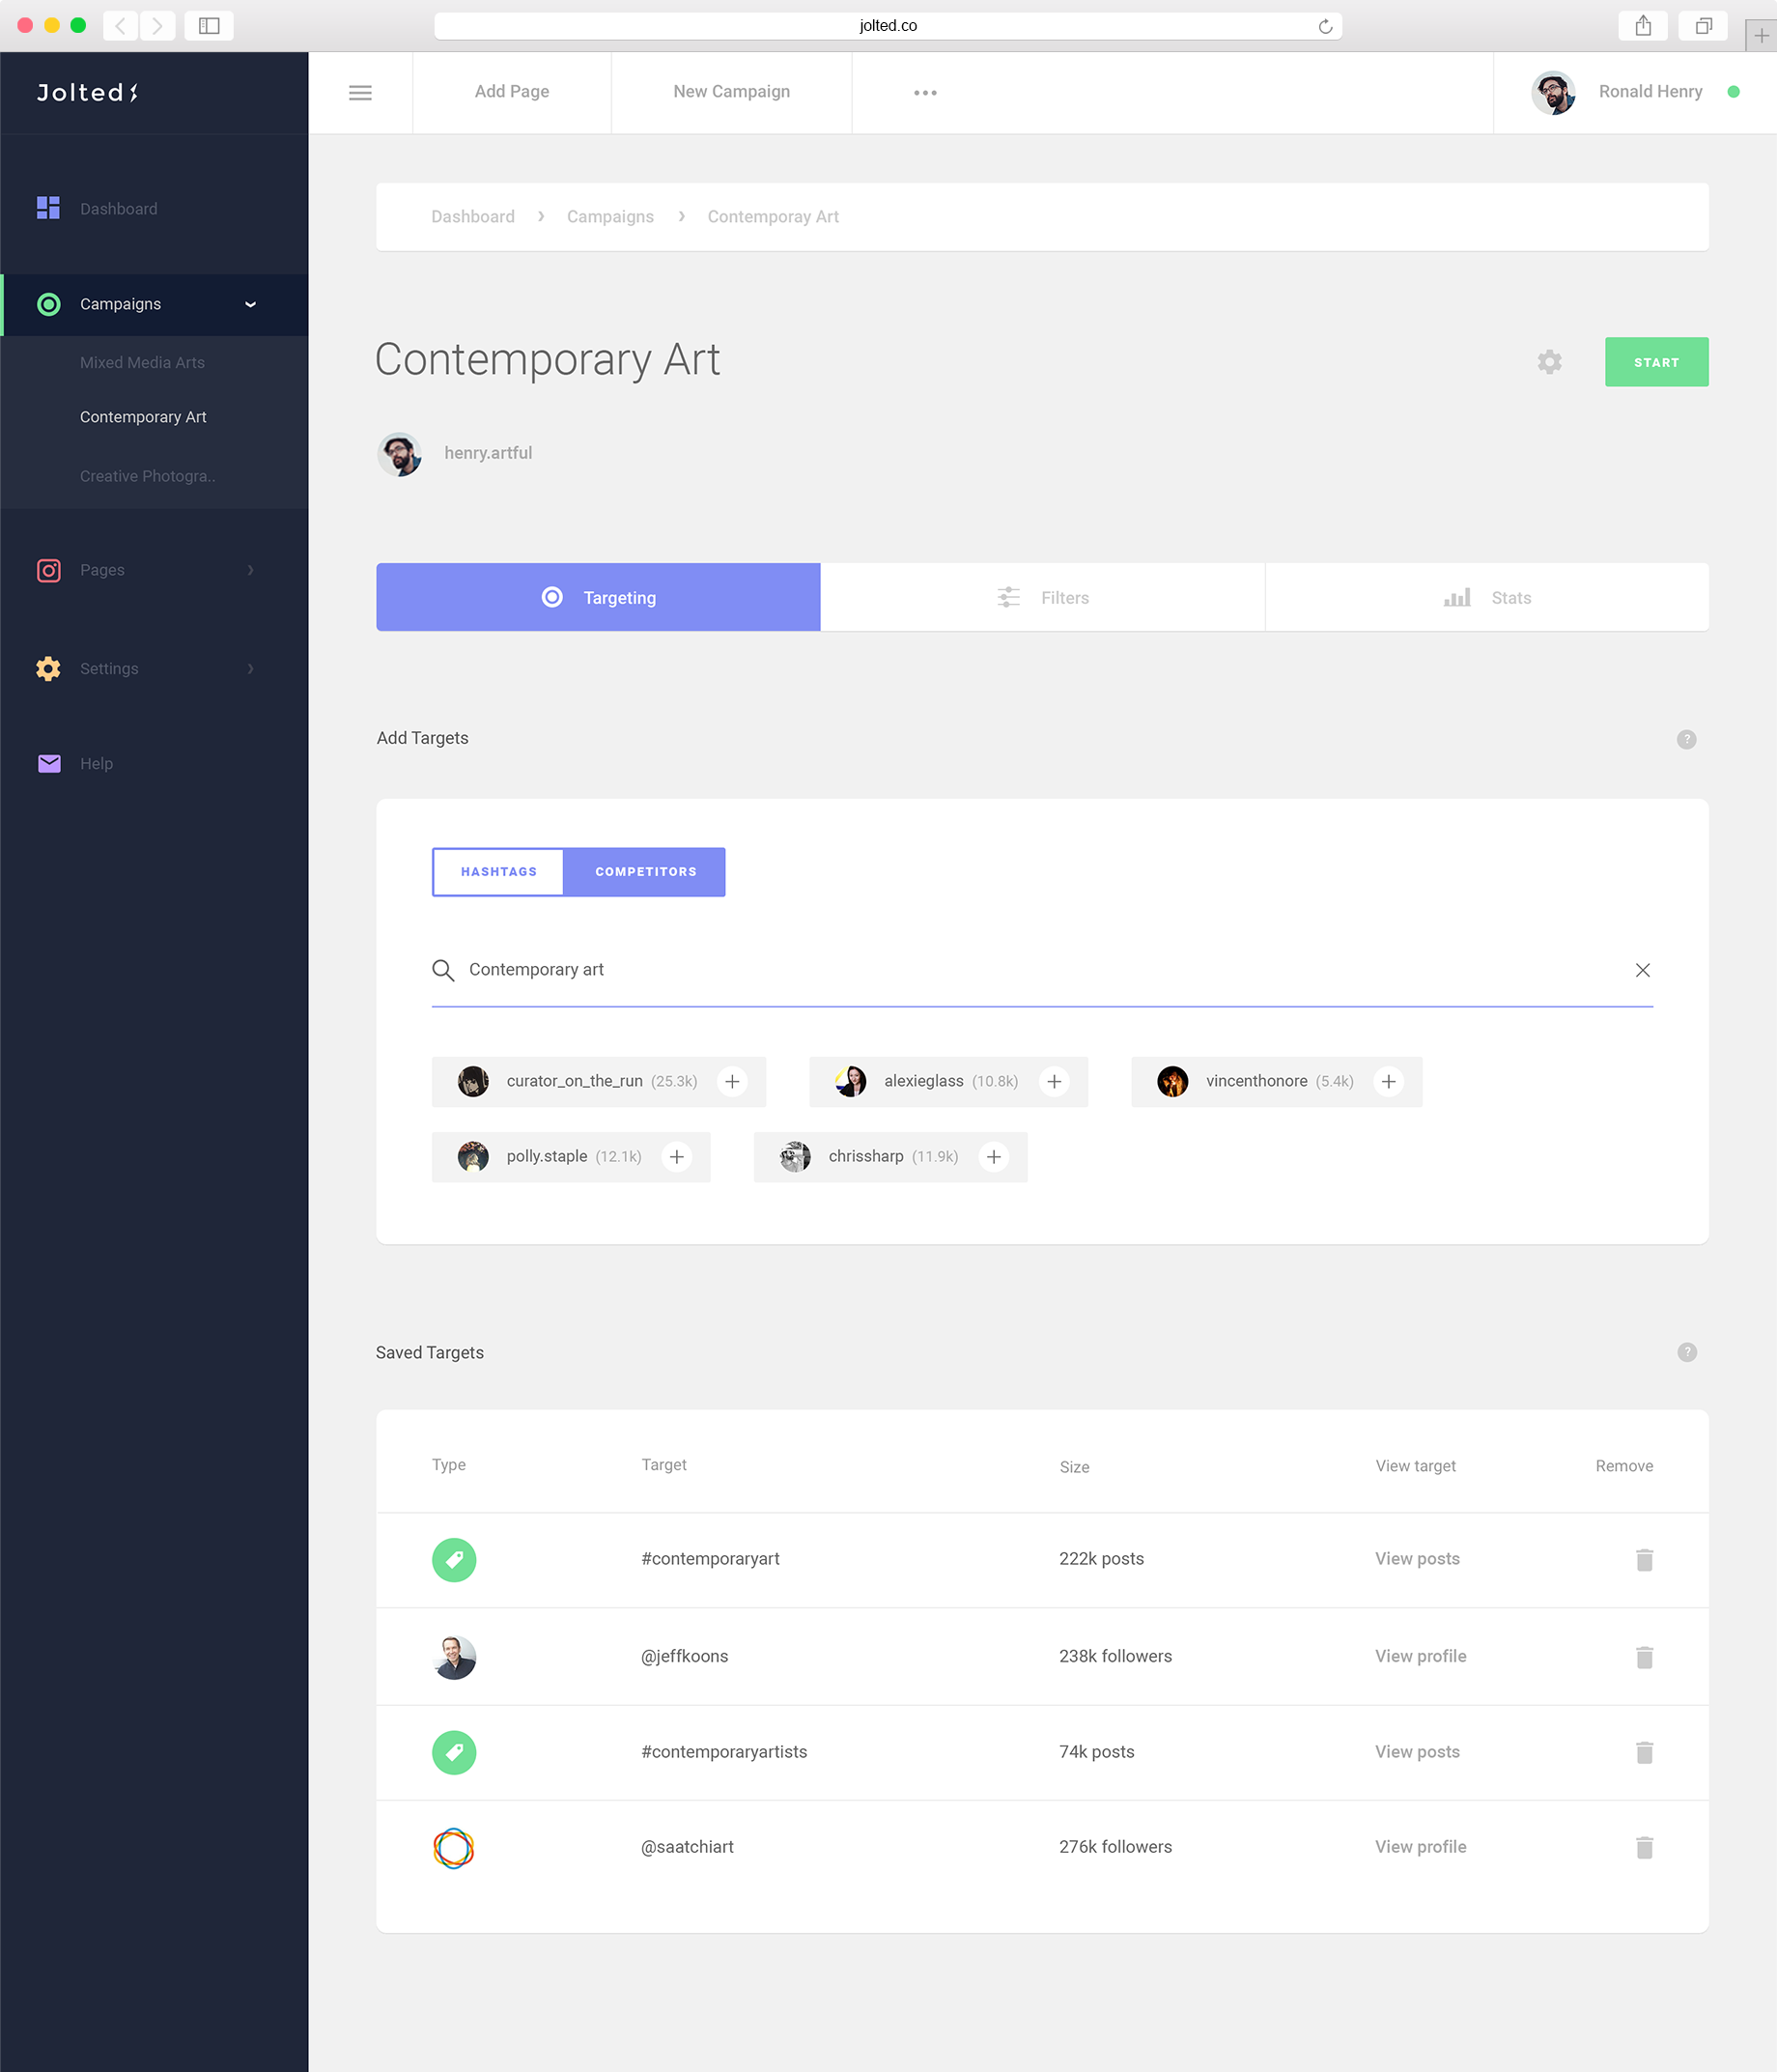 jolted.co
Jolted
Add Page
New Campaign
Ronald Henry
Dashboard
Campaigns
Mixed Media Arts
Contemporary Art
Creative Photogra..
Pages
Settings
Help
Dashboard › Campaigns › Contemporay Art
Contemporary Art
START
henry.artful
Targeting
Filters
Stats
Add Targets
?
HASHTAGS
COMPETITORS
Contemporary art
curator_on_the_run (25.3k) +
alexieglass (10.8k) +
vincenthonore (5.4k) +
polly.staple (12.1k) +
chrissharp (11.9k) +
Saved Targets
?
Type Target Size View target Remove
#contemporaryart 222k posts View posts
@jeffkoons 238k followers View profile
#contemporaryartists 74k posts View posts
@saatchiart 276k followers View profile